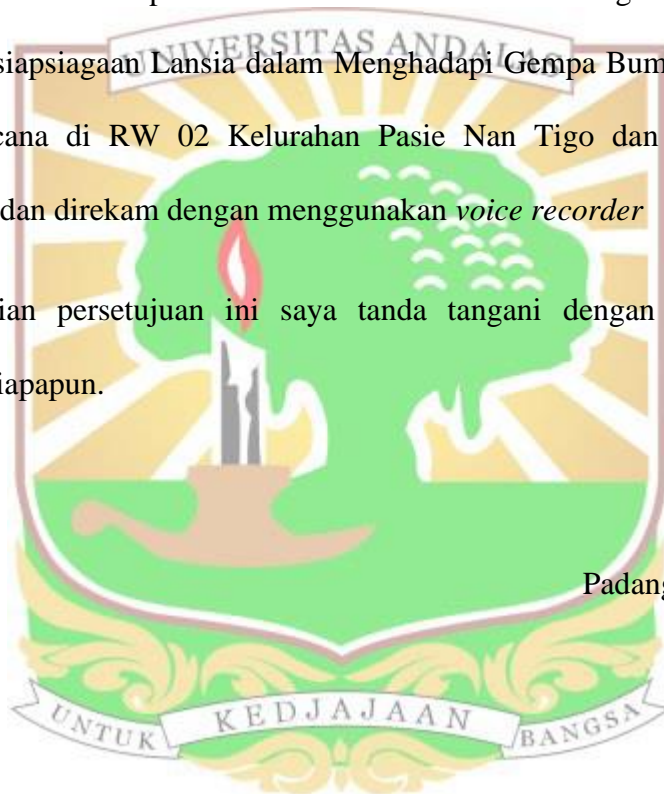 UNIVERSITAS ANDALAS
siapsiagaan Lansia dalam Menghadapi Gempa Bum
cana di RW 02 Kelurahan Pasie Nan Tigo dan
dan direkam dengan menggunakan voice recorder
ian persetujuan ini saya tanda tangani dengan
iapapun.
Padang
UNTUK KEDJAJAAN BANGSA